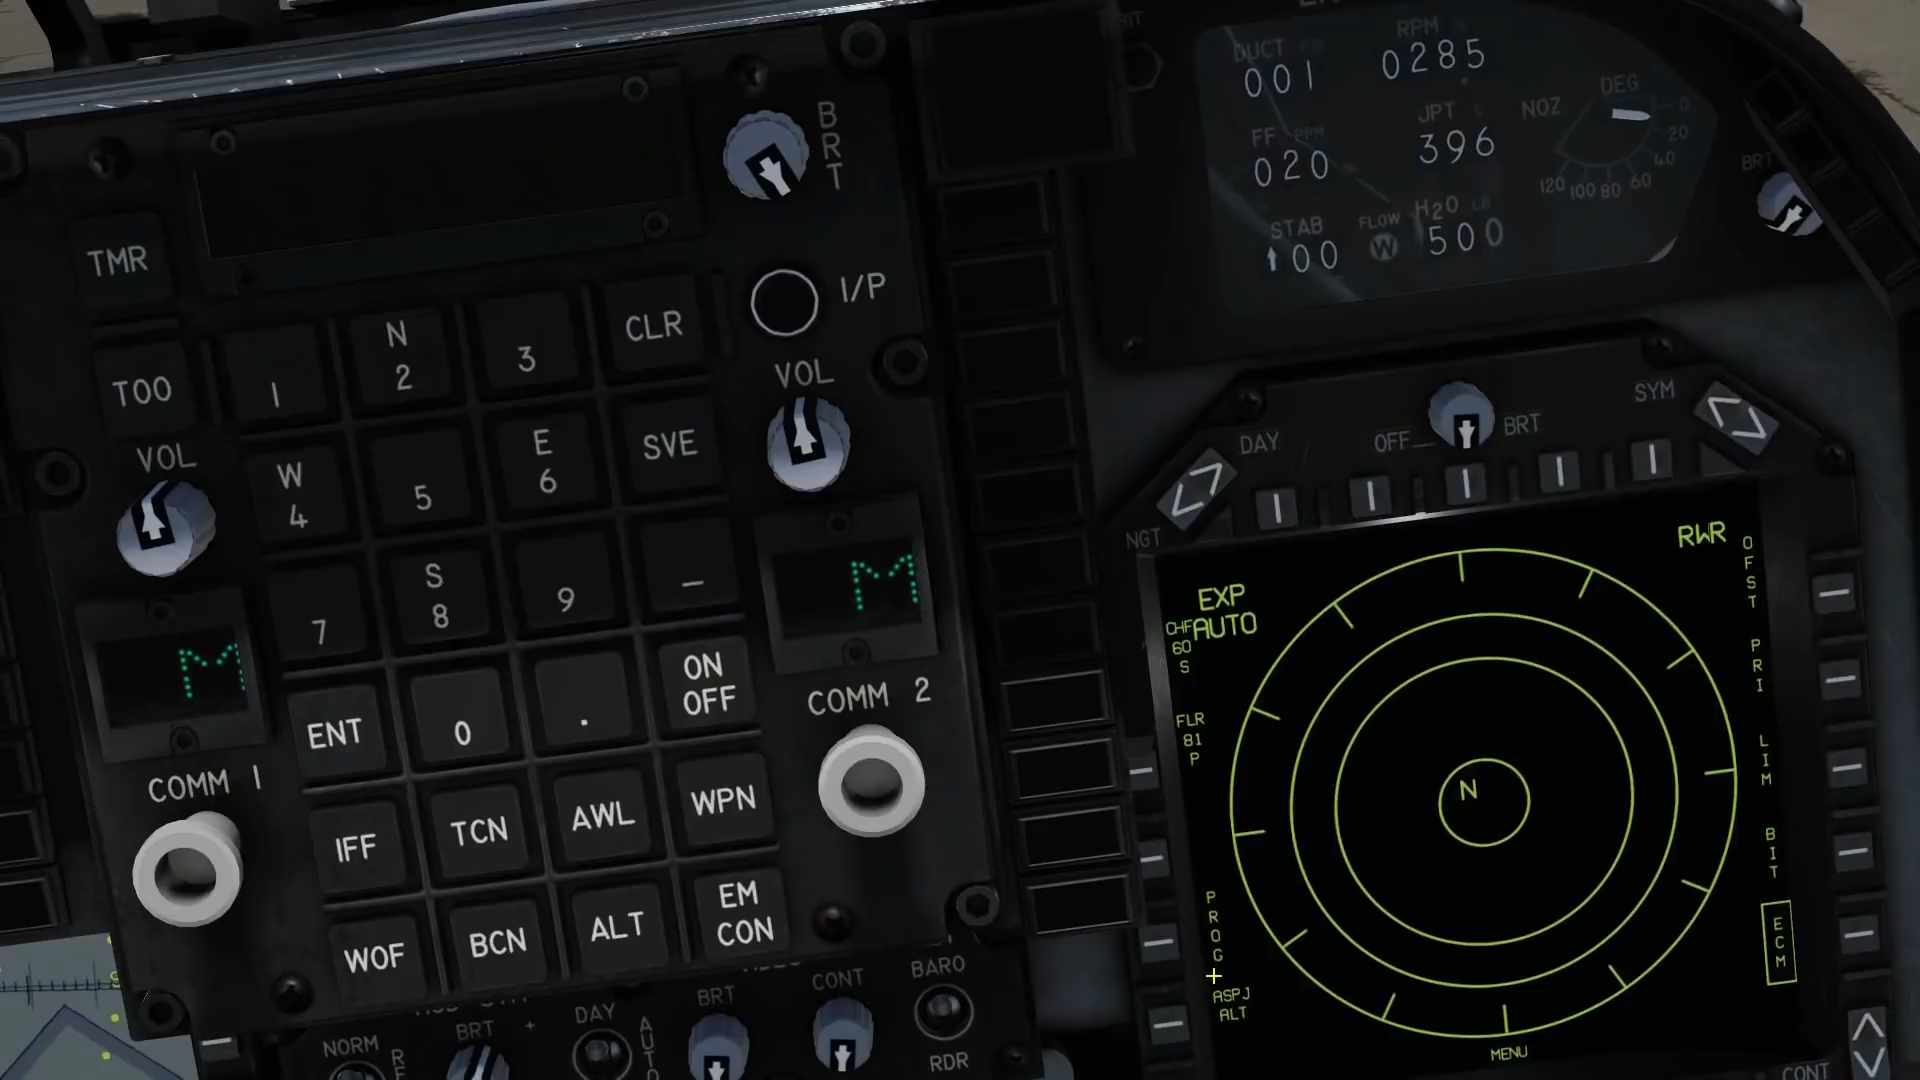 BRT
TMR
TOO
1
N
2
3
CLR
I/P
VOL
W
4
5
E
6
SVE
VOL
7
S
8
9
–
M
M
COMM 1
ENT
0
.
ON
OFF
COMM 2
IFF
TCN
AWL
WPN
WOF
BCN
ALT
EM
CON
NORM
BRT
+
DAY
AUTO
BRT
CONT
BARO
RDR
DUCT
001
RPM
0285
FF PPM
020
JPT C
396
NOZ
DEG
0
20
40
60
80
100
120
STAB
00
FLOW
W
H2O LB
500
BRT
NGT
DAY
OFF
BRT
SYM
RWR
EXP
AUTO
CHF
60
S
FLR
81
P
PROG
+
ASPJ
ALT
N
OFST
PRI
LIM
BIT
ECM
MENU
CONT